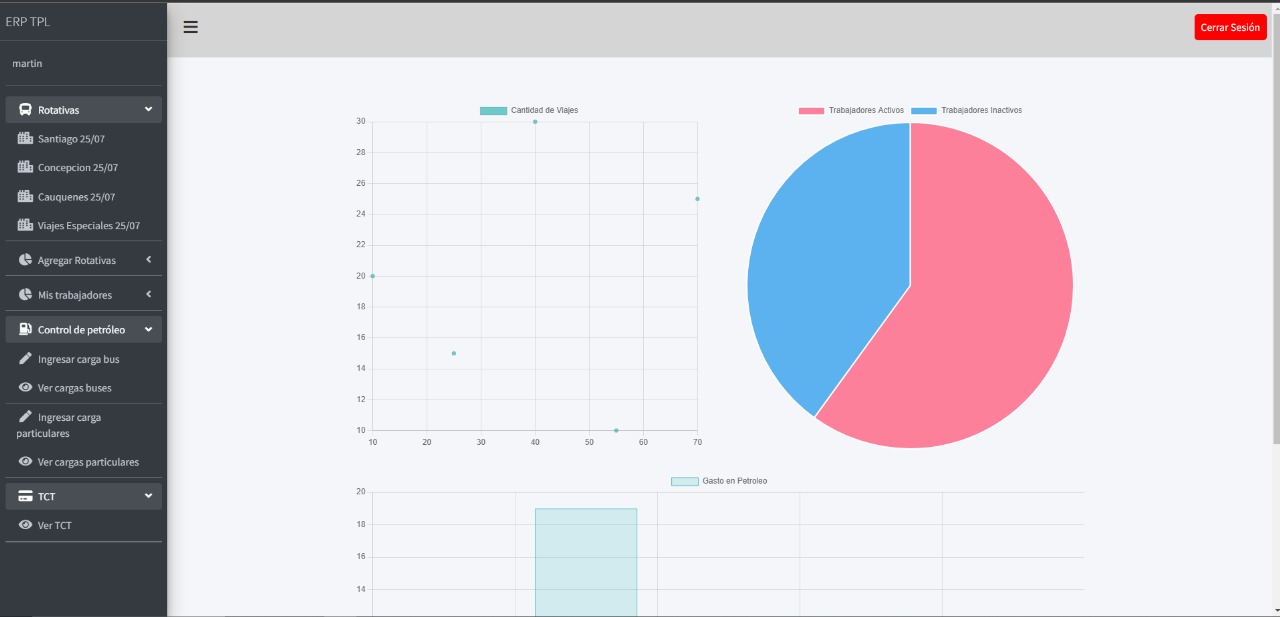 ERP TPL
Cerrar Sesión
martin
Rotativas
Santiago 25/07
Concepcion 25/07
Cauquenes 25/07
Viajes Especiales 25/07
Agregar Rotativas
Mis trabajadores
Control de petróleo
Ingresar carga bus
Ver cargas buses
Ingresar carga
particulares
Ver cargas particulares
TCT
Ver TCT
Cantidad de Viajes
30
28
26
24
22
20
18
16
14
12
10
10 20 30 40 50 60 70
Trabajadores Activos Trabajadores Inactivos
Gasto en Petroleo
20
18
16
14